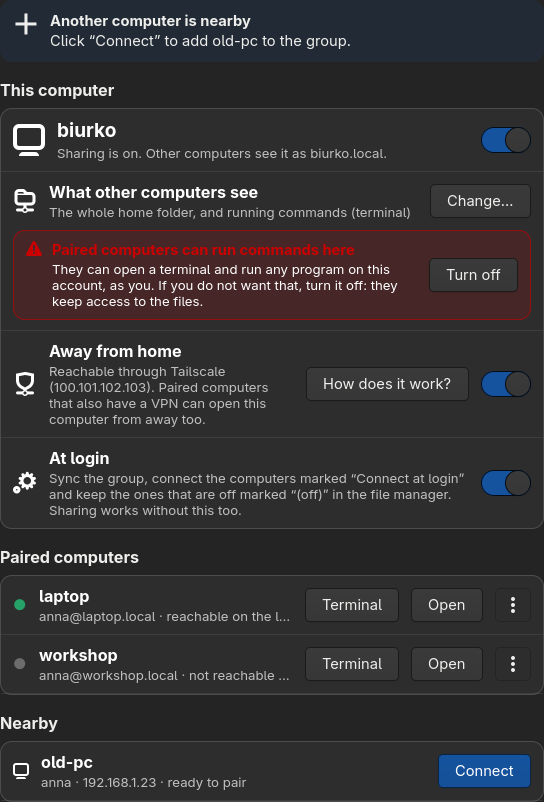 Another computer is nearby
Click “Connect” to add old-pc to the group.
This computer
biurko
Sharing is on. Other computers see it as biurko.local.
What other computers see
The whole home folder, and running commands (terminal)
Change...
Paired computers can run commands here
They can open a terminal and run any program on this
account, as you. If you do not want that, turn it off: they
keep access to the files.
Turn off
Away from home
Reachable through Tailscale
(100.101.102.103). Paired computers
that also have a VPN can open this
computer from away too.
How does it work?
At login
Sync the group, connect the computers marked “Connect at login”
and keep the ones that are off marked “(off)” in the file manager.
Sharing works without this too.
Paired computers
laptop
anna@laptop.local · reachable on the l...
Terminal
Open
workshop
anna@workshop.local · not reachable ...
Terminal
Open
Nearby
old-pc
anna · 192.168.1.23 · ready to pair
Connect